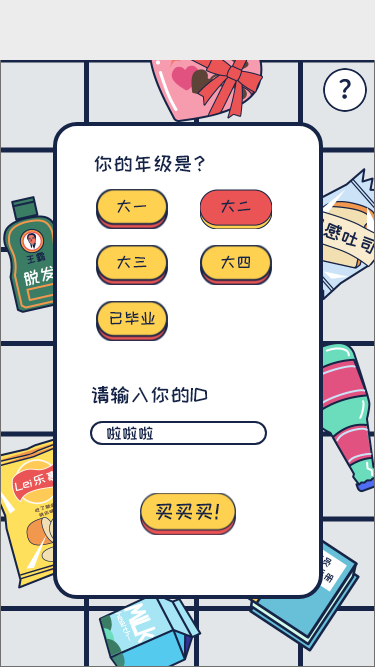 ?
你的年级是?
大一
大二
大三
大四
已毕业
请输入你的ID
啦啦啦
买买买!
王霸
脱发
感吐司
Lei乐
MILK
员
册